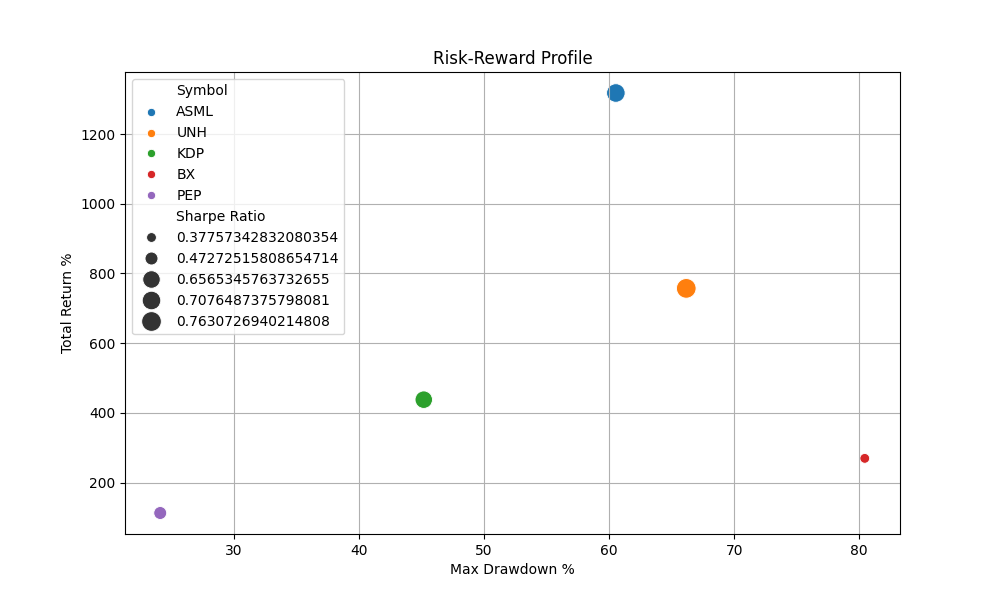 Risk-Reward Profile
Symbol
ASML
UNH
KDP
BX
PEP
Sharpe Ratio
0.37757342832080354
0.47272515808654714
0.6565345763732655
0.7076487375798081
0.7630726940214808
Total Return %
1200
1000
800
600
400
200
30 40 50 60 70 80
Max Drawdown %